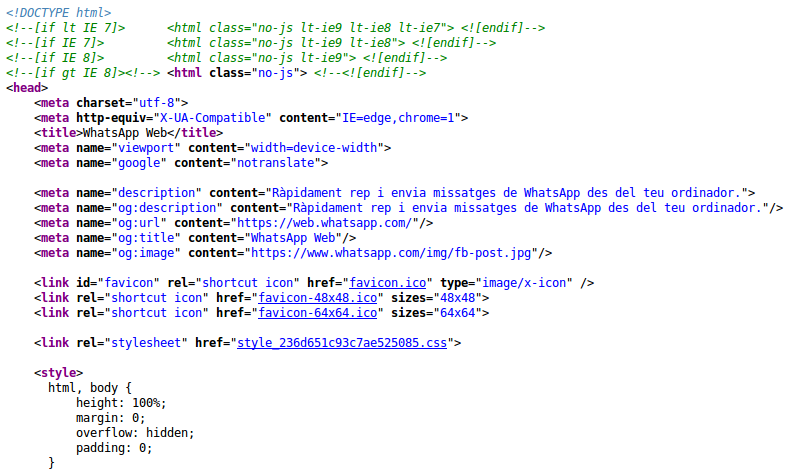 <!DOCTYPE html>
<!--[if lt IE 7]>      <html class="no-js lt-ie9 lt-ie8 lt-ie7"> <![endif]-->
<!--[if IE 7]>         <html class="no-js lt-ie9 lt-ie8"> <![endif]-->
<!--[if IE 8]>         <html class="no-js lt-ie9"> <![endif]-->
<!--[if gt IE 8]><!--> <html class="no-js"> <!--<![endif]-->
<head>
    <meta charset="utf-8">
    <meta http-equiv="X-UA-Compatible" content="IE=edge,chrome=1">
    <title>WhatsApp Web</title>
    <meta name="viewport" content="width=device-width">
    <meta name="google" content="notranslate">

    <meta name="description" content="Ràpidament rep i envia missatges de WhatsApp des del teu ordinador.">
    <meta name="og:description" content="Ràpidament rep i envia missatges de WhatsApp des del teu ordinador."/>
    <meta name="og:url" content="https://web.whatsapp.com/"/>
    <meta name="og:title" content="WhatsApp Web"/>
    <meta name="og:image" content="https://www.whatsapp.com/img/fb-post.jpg"/>

    <link id="favicon" rel="shortcut icon" href="favicon.ico" type="image/x-icon" />
    <link rel="shortcut icon" href="favicon-48x48.ico" sizes="48x48">
    <link rel="shortcut icon" href="favicon-64x64.ico" sizes="64x64">

    <link rel="stylesheet" href="style_236d651c93c7ae525085.css">

    <style>
      html, body {
          height: 100%;
          margin: 0;
          overflow: hidden;
          padding: 0;
      }